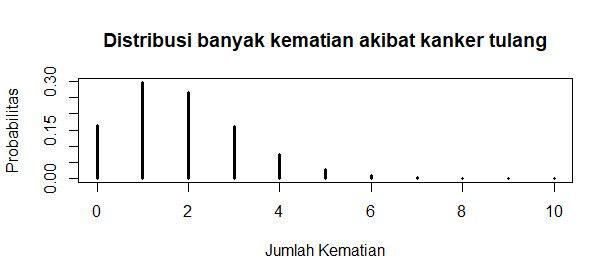 Distribusi banyak kematian akibat kanker tulang
Probabilitas
0.30
0.15
0.00
0 2 4 6 8 10
Jumlah Kematian